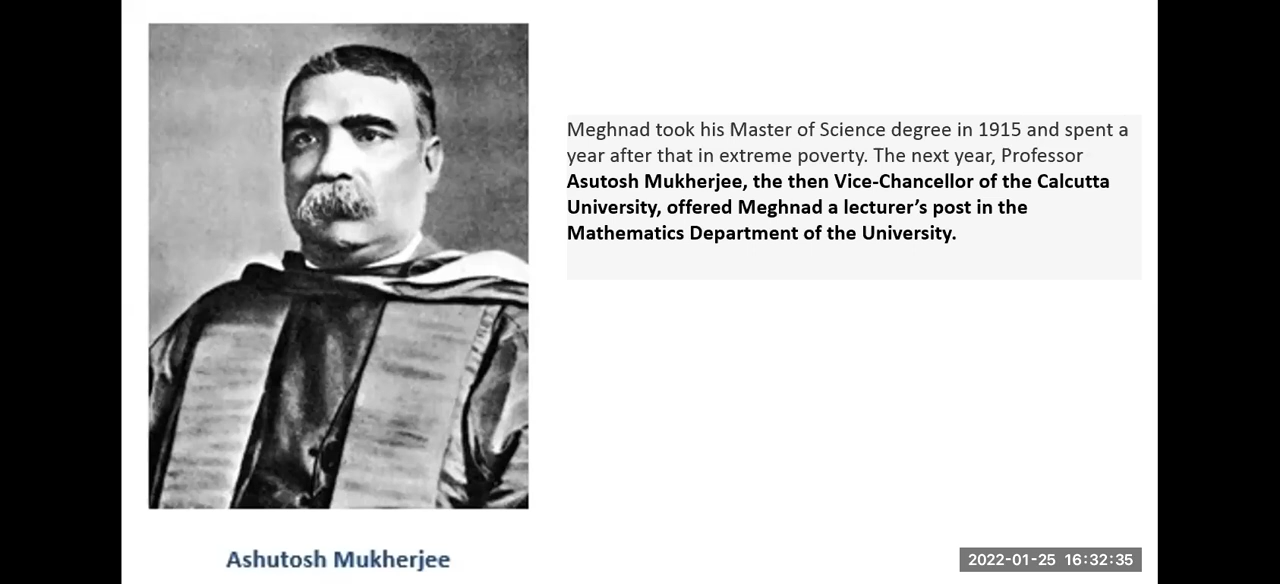 Meghnad took his Master of Science degree in 1915 and spent a
year after that in extreme poverty. The next year, Professor
Asutosh Mukherjee, the then Vice-Chancellor of the Calcutta
University, offered Meghnad a lecturer’s post in the
Mathematics Department of the University.
Ashutosh Mukherjee
2022-01-25 16:32:35